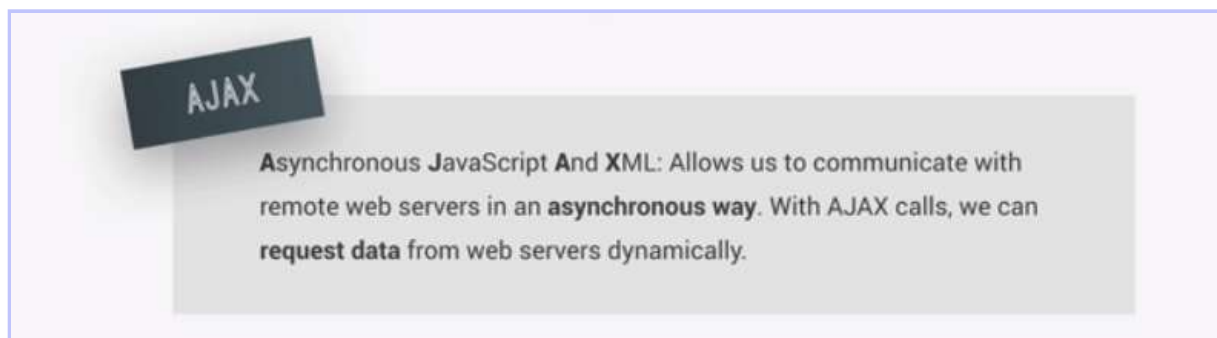 AJAX
Asynchronous JavaScript And XML: Allows us to communicate with
remote web servers in an asynchronous way. With AJAX calls, we can
request data from web servers dynamically.